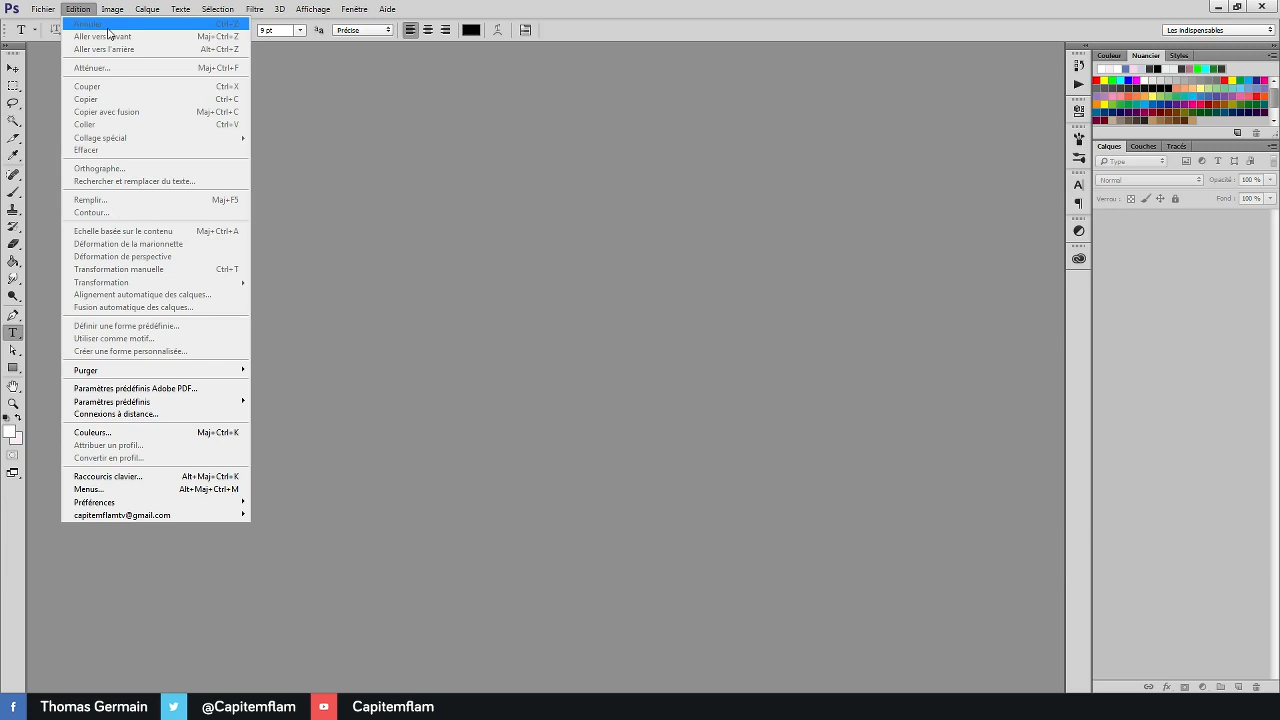 Ps Fichier Edition Image Calque Texte Sélection Filtre 3D Affichage Fenêtre Aide
T 9 pt aa Précise Les indispensables
Annuler Ctrl+Z
Aller vers l'avant Maj+Ctrl+Z
Aller vers l'arrière Alt+Ctrl+Z
Atténuer... Maj+Ctrl+F
Couper Ctrl+X
Copier Ctrl+C
Copier avec fusion Maj+Ctrl+C
Coller Ctrl+V
Collage spécial
Effacer
Orthographe...
Rechercher et remplacer du texte...
Remplir... Maj+F5
Contour...
Echelle basée sur le contenu Maj+Ctrl+A
Déformation de la marionnette
Déformation de perspective
Transformation manuelle Ctrl+T
Transformation
Alignement automatique des calques...
Fusion automatique des calques...
Définir une forme prédéfinie...
Utiliser comme motif...
Créer une forme personnalisée...
Purger
Paramètres prédéfinis Adobe PDF...
Paramètres prédéfinis
Connexions à distance...
Couleurs... Maj+Ctrl+K
Attribuer un profil...
Convertir en profil...
Raccourcis clavier... Alt+Maj+Ctrl+K
Menus... Alt+Maj+Ctrl+M
Préférences
capitemflamtv@gmail.com
Couleur Nuancier Styles
Calques Couches Tracés
Type
Normal Opacité : 100 %
Verrou : Fond : 100 %
Thomas Germain @Capitemflam Capitemflam